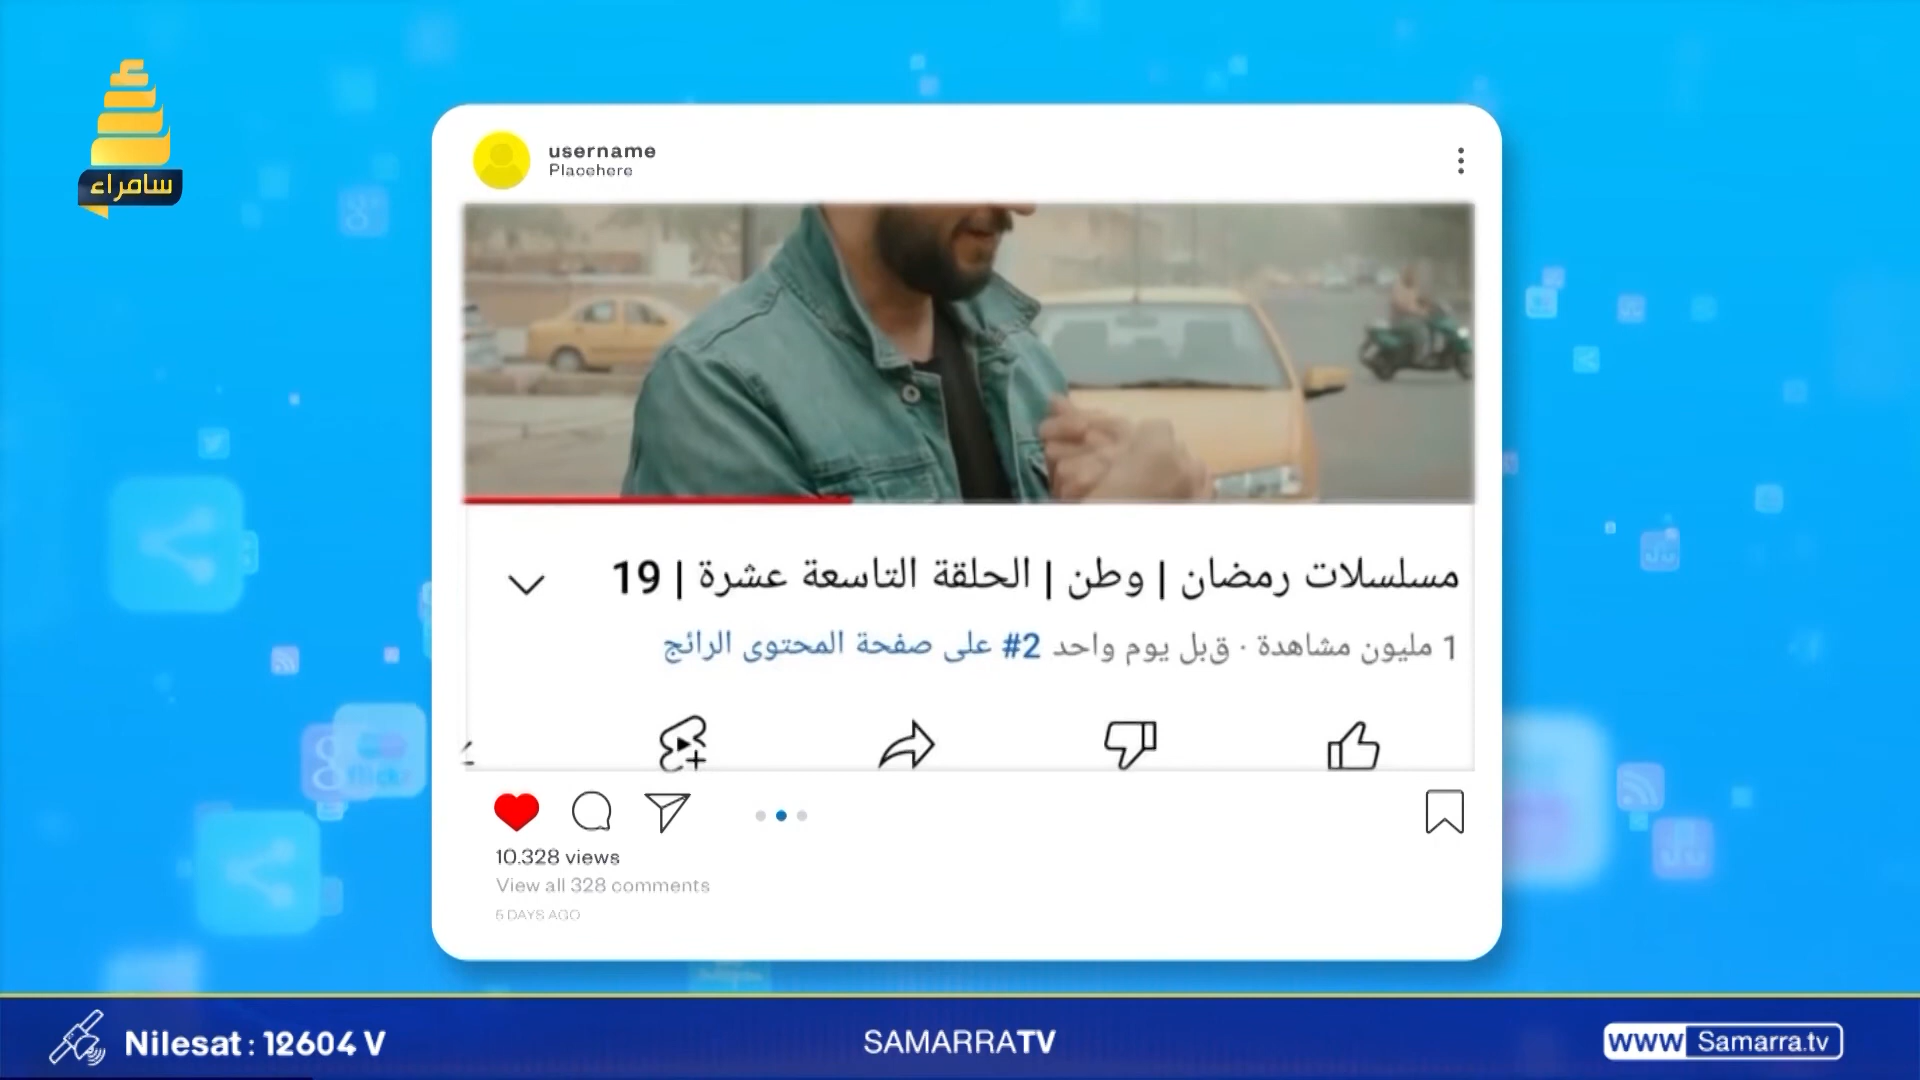 سامراء
username
Placehere
مسلسلات رمضان | وطن | الحلقة التاسعة عشرة | 19
1 مليون مشاهدة · قبل يوم واحد #2 على صفحة المحتوى الرائج
10.328 views
View all 328 comments
5 DAYS AGO
Nilesat : 12604 V
SAMARRATV
www Samarra.tv